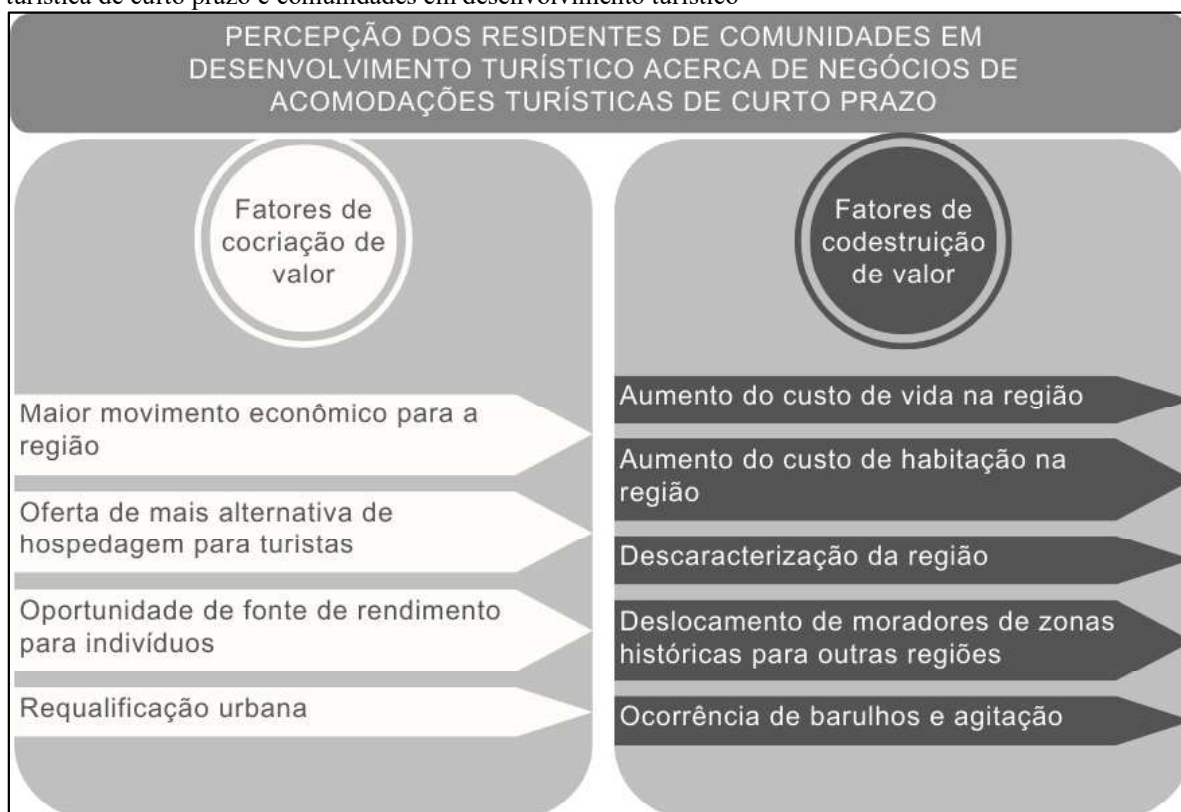 turística de curto prazo e comunidades em desenvolvimento turístico
PERCEPÇÃO DOS RESIDENTES DE COMUNIDADES EM
DESENVOLVIMENTO TURÍSTICO ACERCA DE NEGÓCIOS DE
ACOMODAÇÕES TURÍSTICAS DE CURTO PRAZO
Fatores de
cocriação de
valor
Maior movimento econômico para a
região
Oferta de mais alternativa de
hospedagem para turistas
Oportunidade de fonte de rendimento
para indivíduos
Requalificação urbana
Fatores de
codestruição
de valor
Aumento do custo de vida na região
Aumento do custo de habitação na
região
Descaracterização da região
Deslocamento de moradores de zonas
históricas para outras regiões
Ocorrência de barulhos e agitação